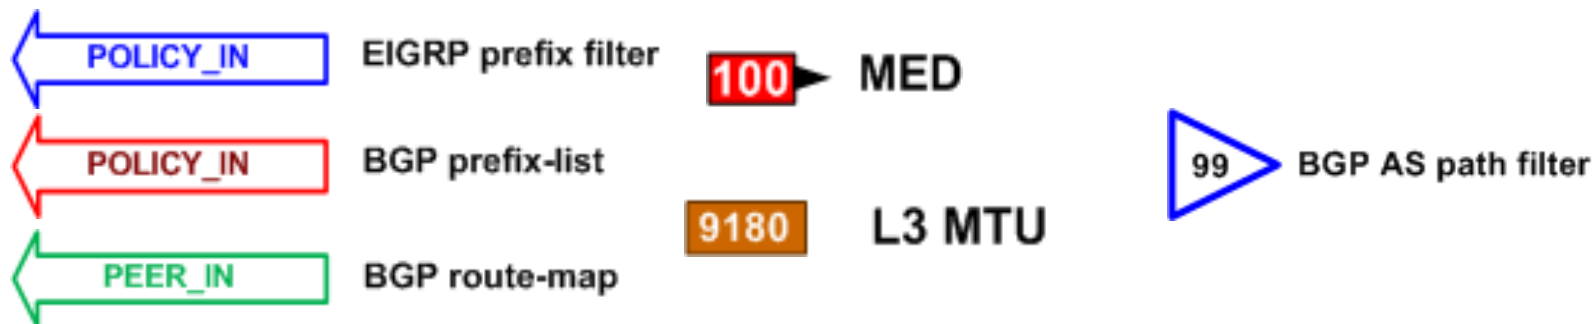 POLICY_IN EIGRP prefix filter
100 MED
POLICY_IN BGP prefix-list
99 BGP AS path filter
9180 L3 MTU
PEER_IN BGP route-map